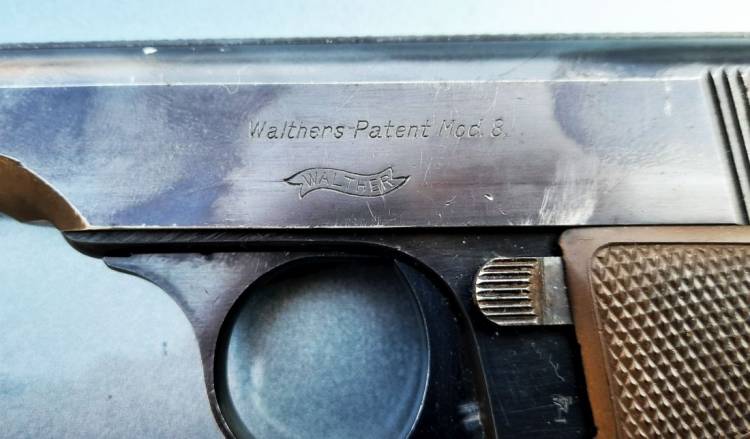 Walthers Patent Mod. 8.
WALTHER